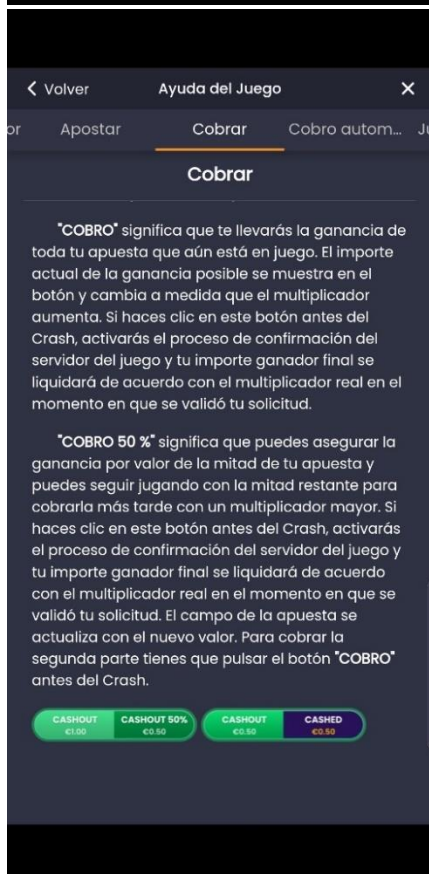 Volver Ayuda del Juego
or Apostar Cobrar Cobro autom... Ju
Cobrar
"COBRO" significa que te llevarás la ganancia de
toda tu apuesta que aún está en juego. El importe
actual de la ganancia posible se muestra en el
botón y cambia a medida que el multiplicador
aumenta. Si haces clic en este botón antes del
Crash, activarás el proceso de confirmación del
servidor del juego y tu importe ganador final se
liquidará de acuerdo con el multiplicador real en el
momento en que se validó tu solicitud.
"COBRO 50 %" significa que puedes asegurar la
ganancia por valor de la mitad de tu apuesta y
puedes seguir jugando con la mitad restante para
cobrarla más tarde con un multiplicador mayor. Si
haces clic en este botón antes del Crash, activarás
el proceso de confirmación del servidor del juego y
tu importe ganador final se liquidará de acuerdo
con el multiplicador real en el momento en que se
validó tu solicitud. El campo de la apuesta se
actualiza con el nuevo valor. Para cobrar la
segunda parte tienes que pulsar el botón "COBRO"
antes del Crash.
CASHOUT CASHOUT 50% CASHOUT CASHED
€1.00 €0.50 €0.50 €0.50